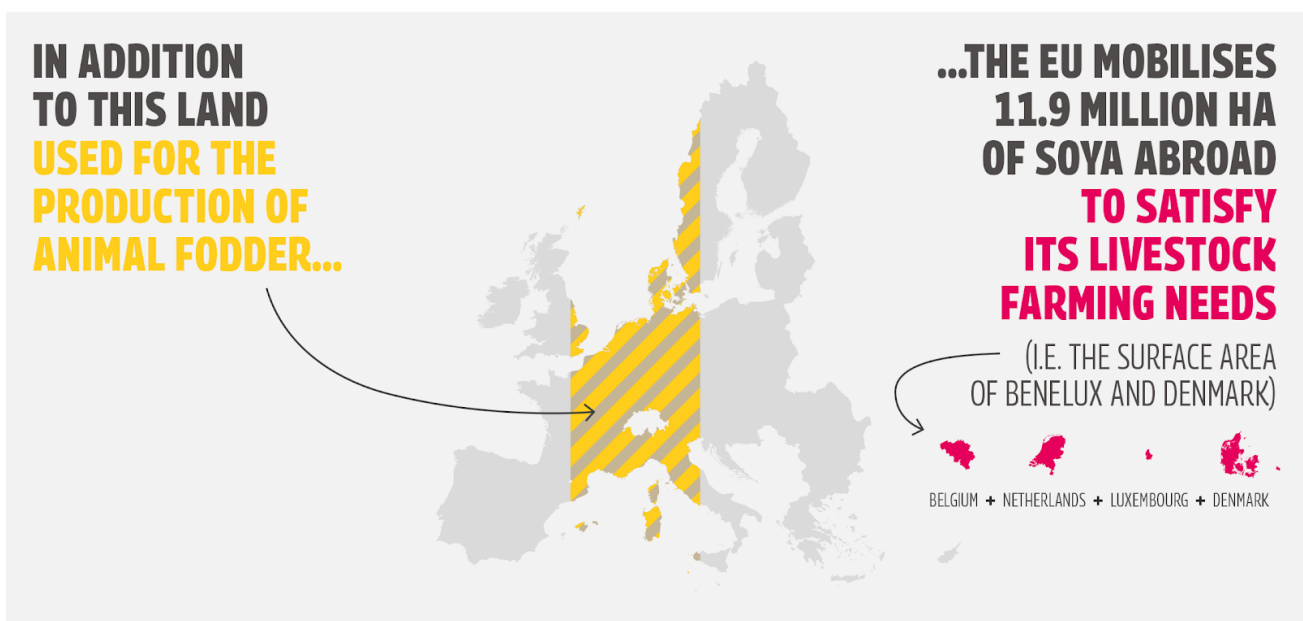 IN ADDITION
TO THIS LAND
USED FOR THE
PRODUCTION OF
ANIMAL FODDER...
...THE EU MOBILISES
11.9 MILLION HA
OF SOYA ABROAD
TO SATISFY
ITS LIVESTOCK
FARMING NEEDS
(I.E. THE SURFACE AREA
OF BENELUX AND DENMARK)
BELGIUM + NETHERLANDS + LUXEMBOURG + DENMARK